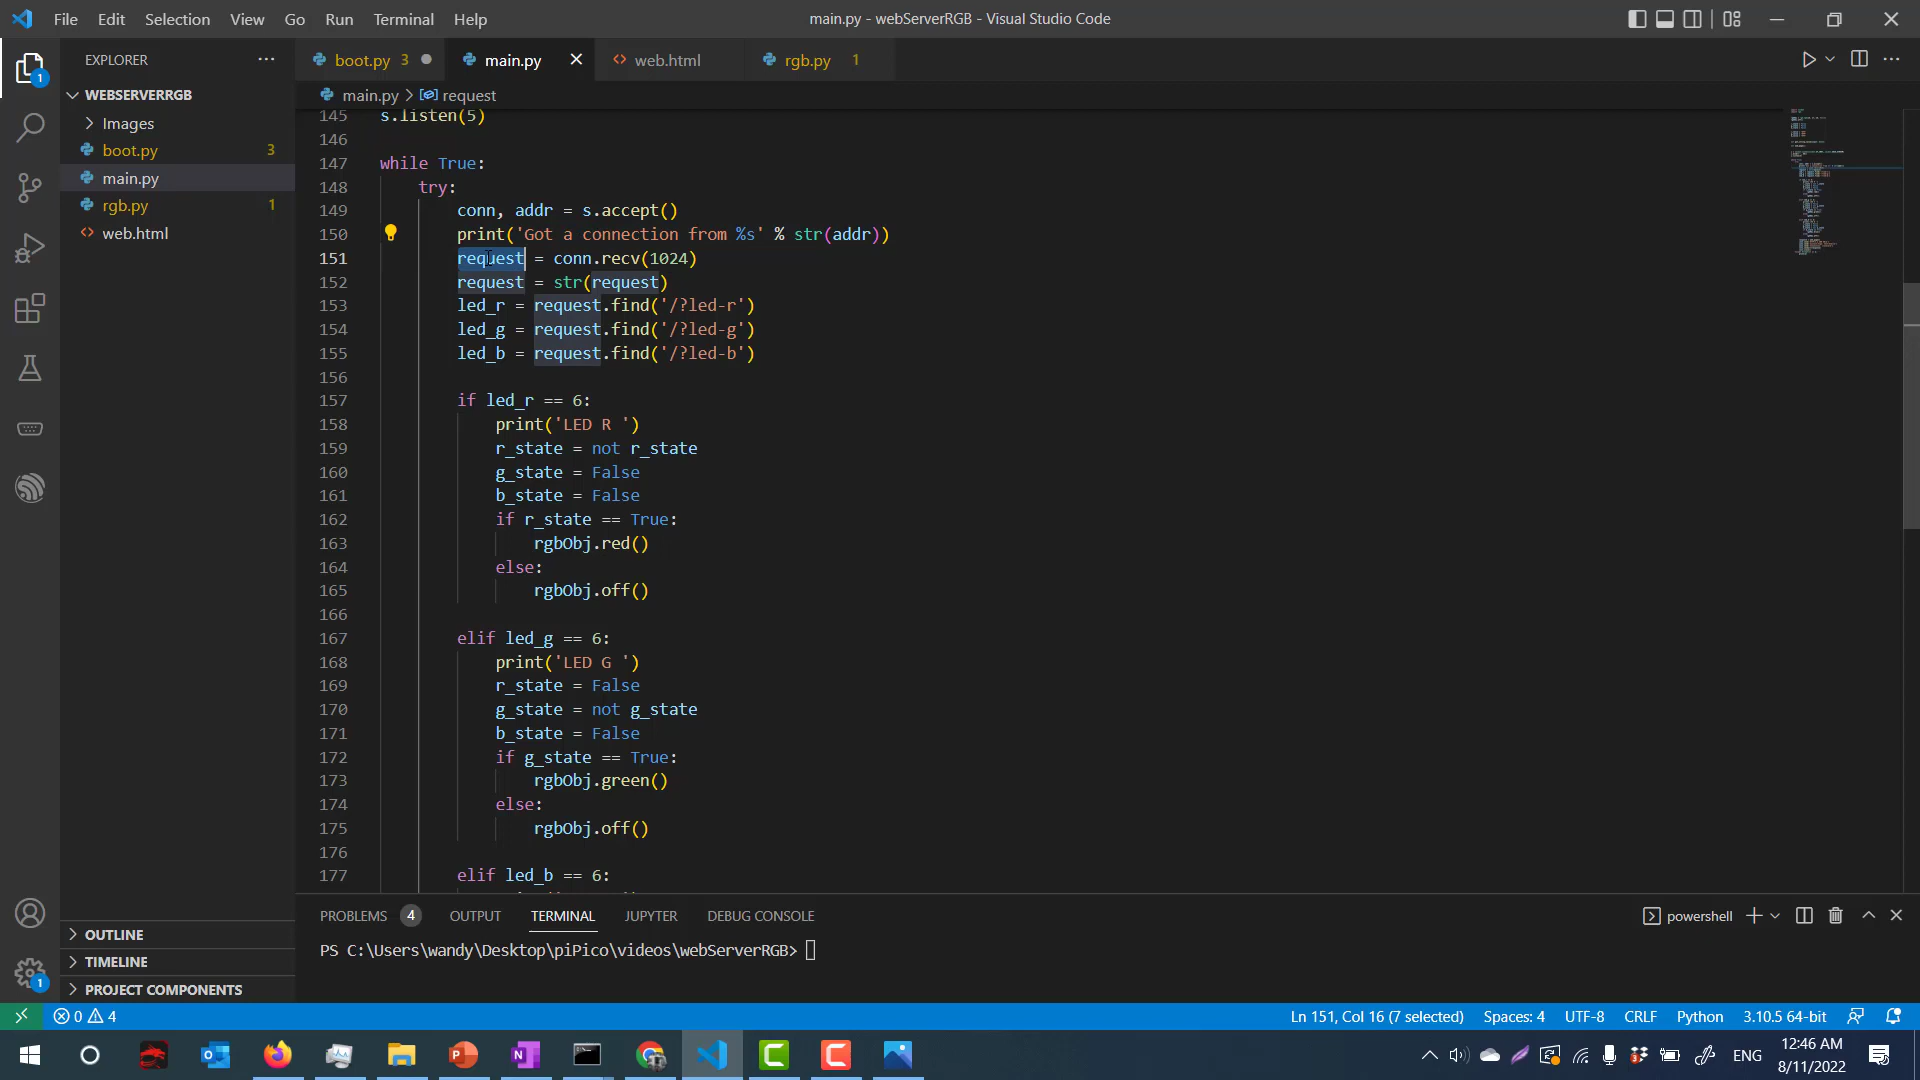 File Edit Selection View Go Run Terminal Help
main.py - webServerRGB - Visual Studio Code
EXPLORER
boot.py 3
main.py
web.html
rgb.py 1
WEBSERVERRGB
main.py > request
Images
boot.py 3
main.py
rgb.py 1
web.html
145 s.listen(5)
146
147 while True:
148 try:
149 conn, addr = s.accept()
150 print('Got a connection from %s' % str(addr))
151 request = conn.recv(1024)
152 request = str(request)
153 led_r = request.find('/?led-r')
154 led_g = request.find('/?led-g')
155 led_b = request.find('/?led-b')
156
157 if led_r == 6:
158 print('LED R ')
159 r_state = not r_state
160 g_state = False
161 b_state = False
162 if r_state == True:
163 rgbObj.red()
164 else:
165 rgbObj.off()
166
167 elif led_g == 6:
168 print('LED G ')
169 r_state = False
170 g_state = not g_state
171 b_state = False
172 if g_state == True:
173 rgbObj.green()
174 else:
175 rgbObj.off()
176
177 elif led_b == 6:
OUTLINE
TIMELINE
PROJECT COMPONENTS
PROBLEMS 4 OUTPUT TERMINAL JUPYTER DEBUG CONSOLE
powershell
PS C:\Users\wandy\Desktop\piPico\videos\webServerRGB>
1
1
0 4
Ln 151, Col 16 (7 selected) Spaces: 4 UTF-8 CRLF Python 3.10.5 64-bit
ENG
12:46 AM
8/11/2022